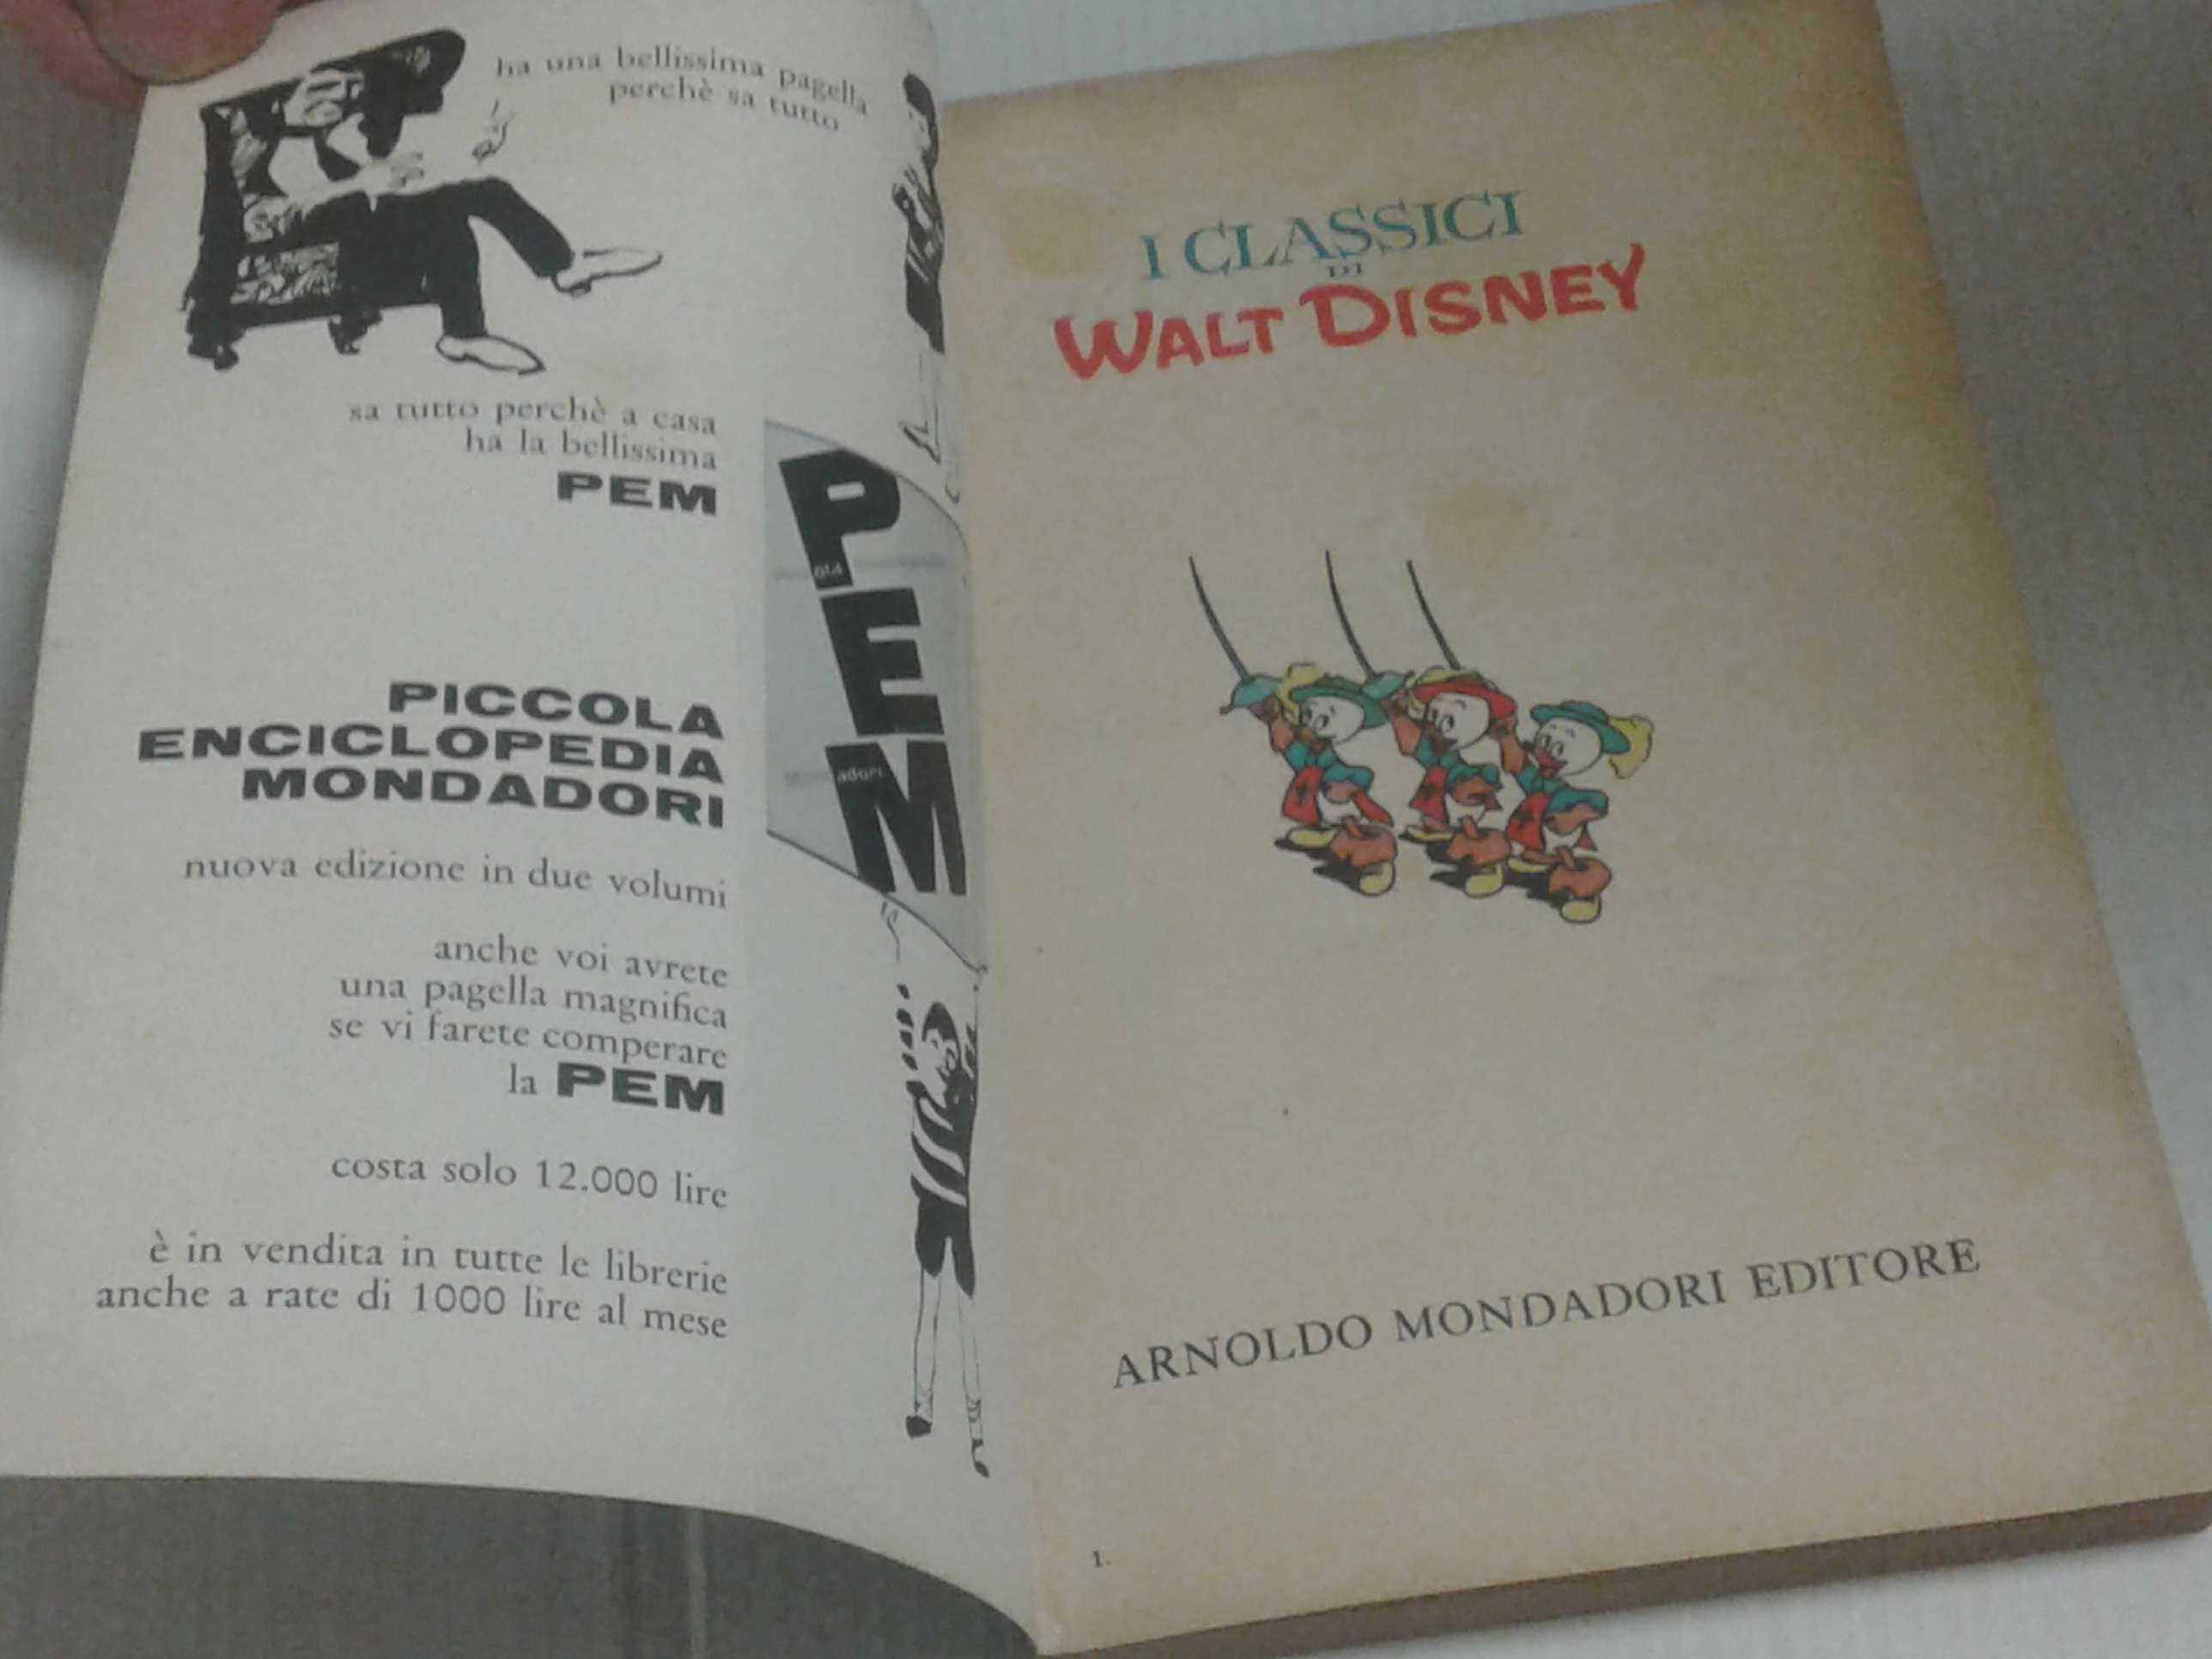 ha una bellissima pagella
perchè sa tutto
sa tutto perchè a casa
ha la bellissima
PEM
PICCOLA
ENCICLOPEDIA
MONDADORI
nuova edizione in due volumi
anche voi avrete
una pagella magnifica
se vi farete comperare
la PEM
costa solo 12.000 lire
è in vendita in tutte le librerie
anche a rate di 1000 lire al mese
P
E
M
adori
I CLASSICI
DI
WALT DISNEY
ARNOLDO MONDADORI EDITORE
1.